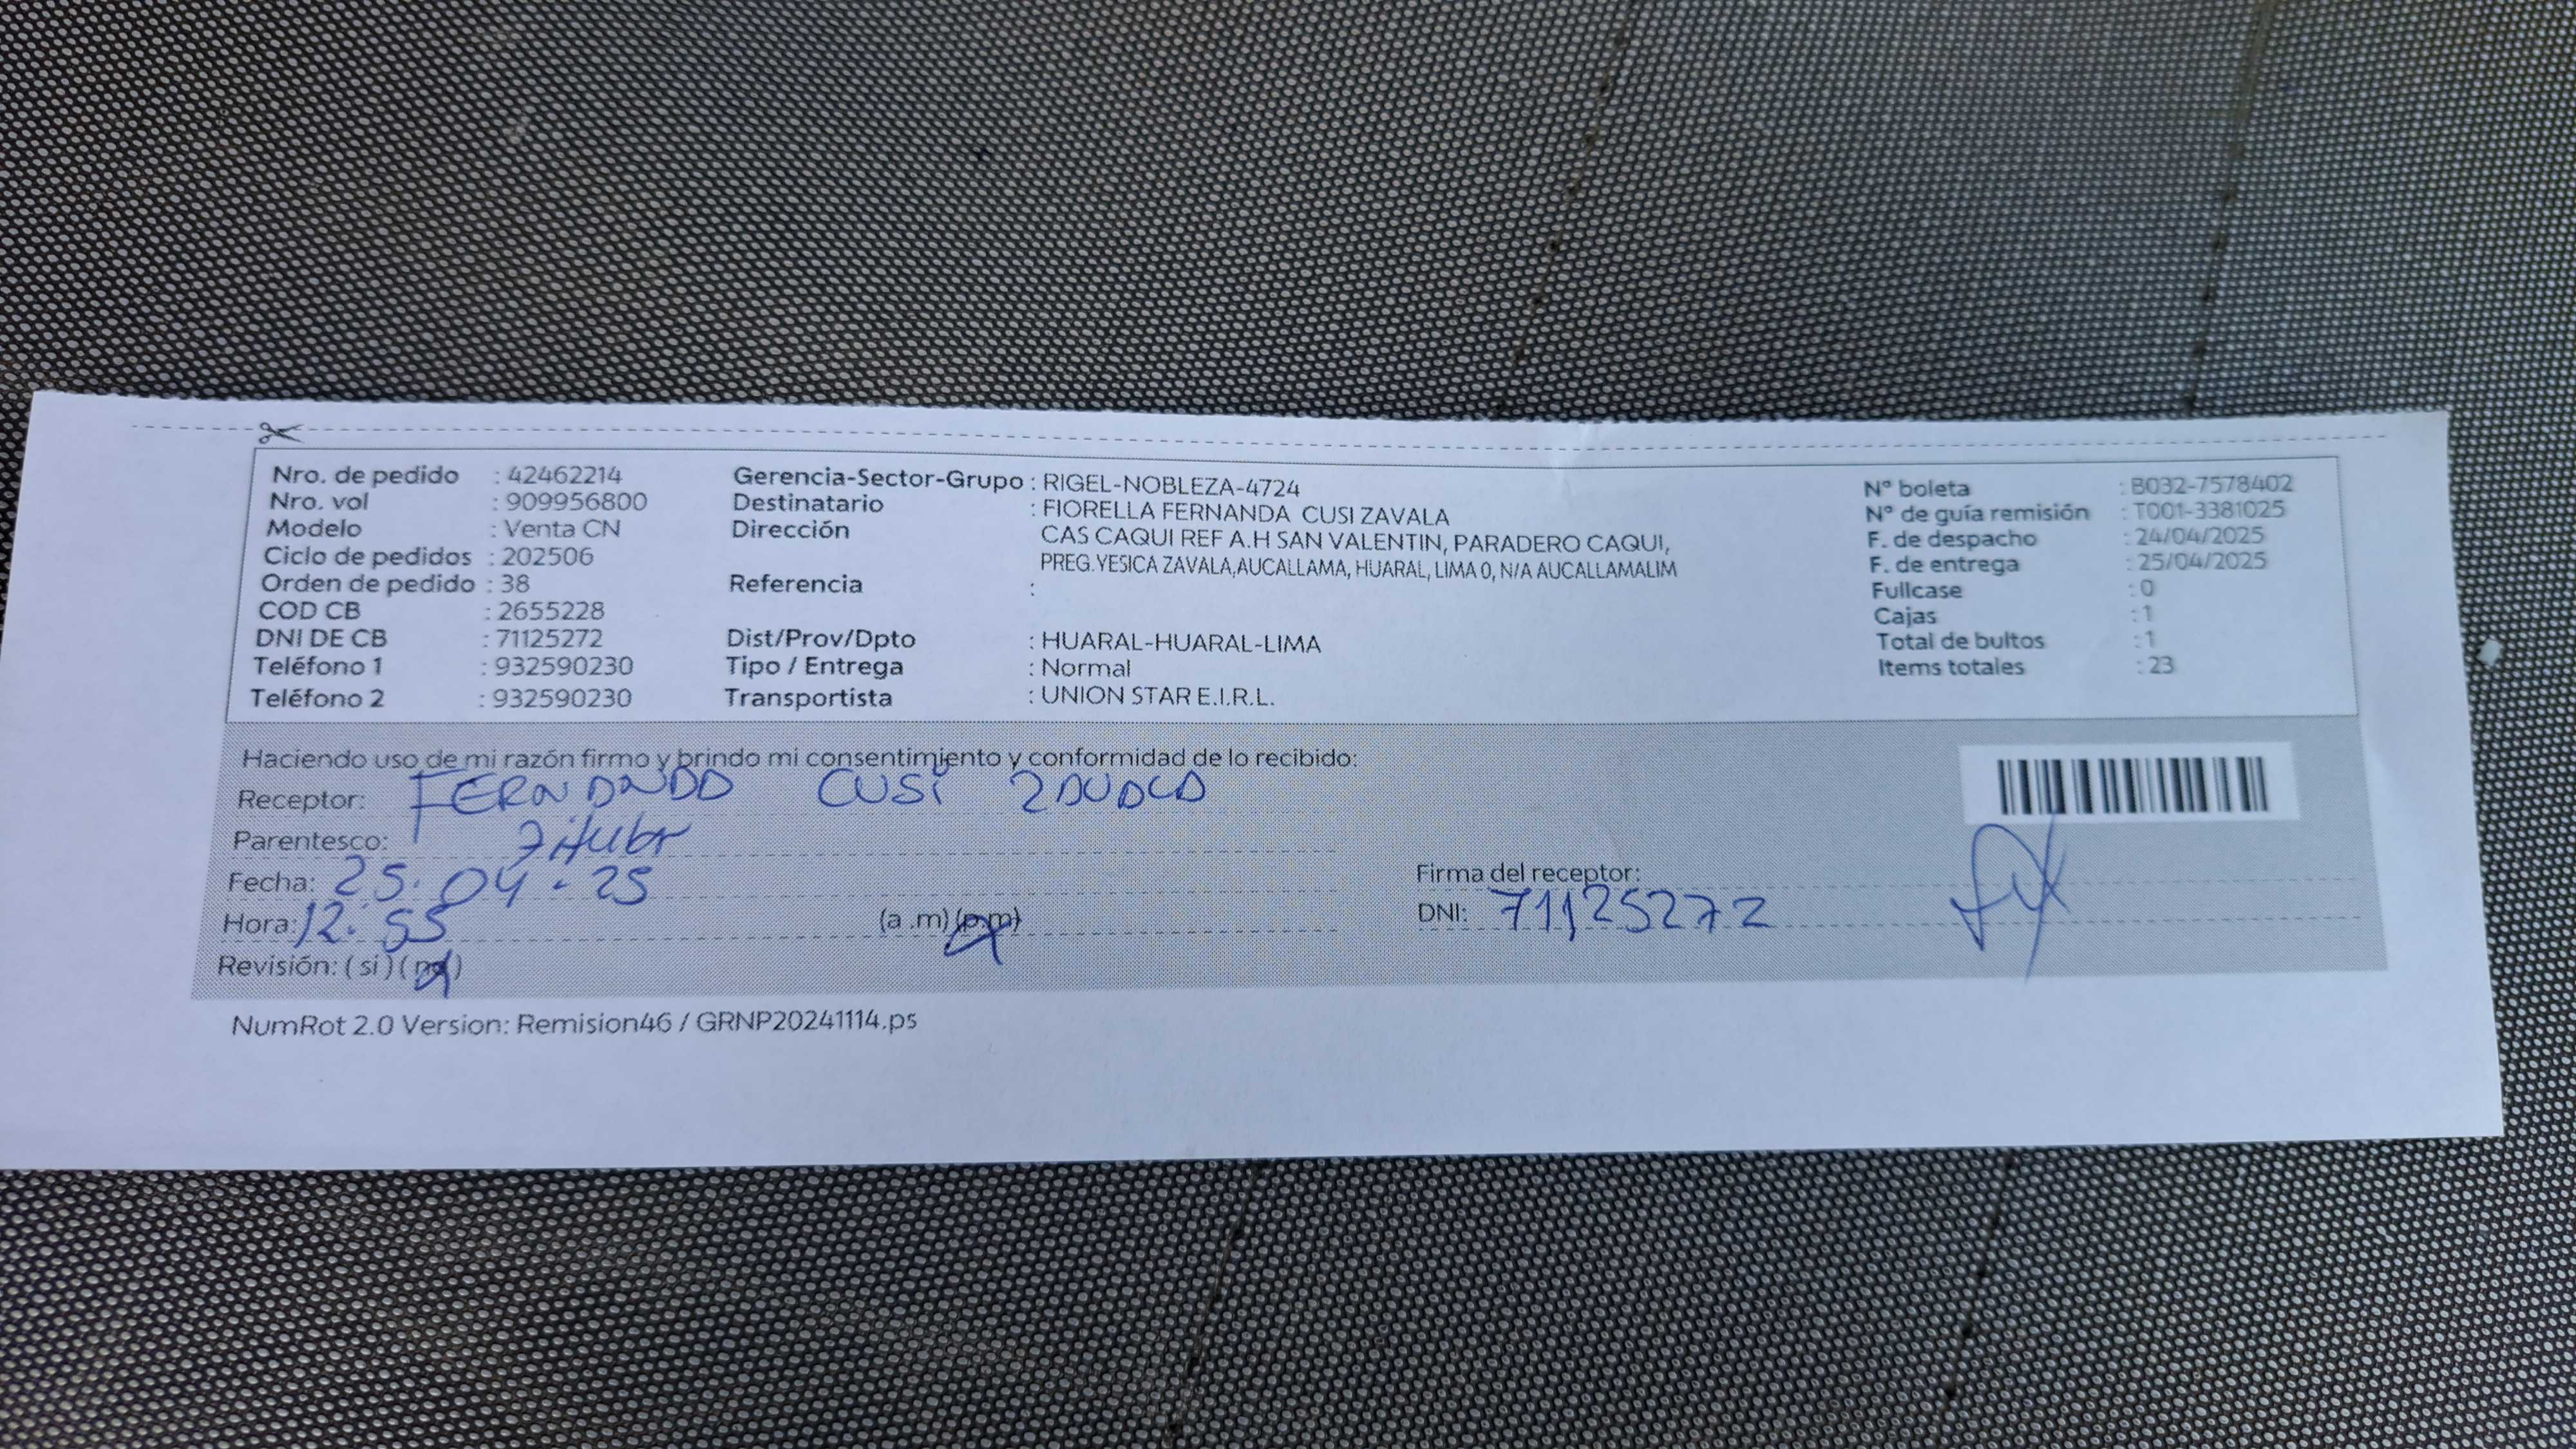 Nro. de pedido : 42462214
Nro. vol : 909956800
Modelo : Venta CN
Ciclo de pedidos : 202506
Orden de pedido : 38
COD CB : 2655228
DNI DE CB : 71125272
Teléfono 1 : 932590230
Teléfono 2 : 932590230
Gerencia-Sector-Grupo : RIGEL-NOBLEZA-4724
Destinatario : FIORELLA FERNANDA CUSI ZAVALA
Dirección CAS CAQUI REF A.H SAN VALENTIN, PARADERO CAQUI,
PREG.YESICA ZAVALA,AUCALLAMA, HUARAL, LIMA 0, N/A AUCALLAMALIM
Referencia :
Dist/Prov/Dpto : HUARAL-HUARAL-LIMA
Tipo / Entrega : Normal
Transportista : UNION STAR E.I.R.L.
N° boleta : B032-7578402
N° de guía remisión : T001-3381025
F. de despacho : 24/04/2025
F. de entrega : 25/04/2025
Fullcase : 0
Cajas : 1
Total de bultos : 1
Items totales : 23
Haciendo uso de mi razón firmo y brindo mi consentimiento y conformidad de lo recibido:
Receptor: FERNANDA CUSI ZAVALA
Parentesco:
Fecha: 25.04.25
Hora: 12:55 (a .m) (p.m)
Revisión: ( si ) ( no )
Firma del receptor:
DNI: 71125272
NumRot 2.0 Version: Remision46 / GRNP20241114.ps